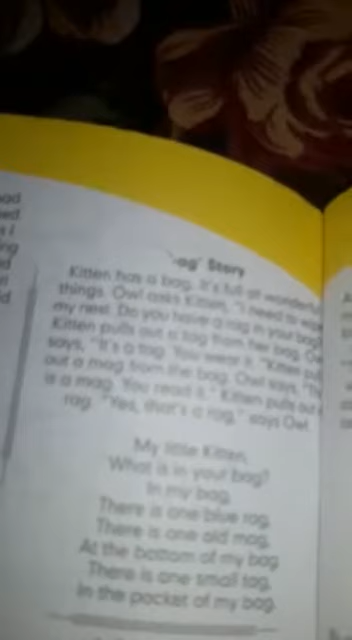 '-ag' Story
Kitten has a bag. It's full of wonderful
things. Owl asks Kitten, "I need to
my nest. Do you have a rag in your bag?
Kitten pulls out a tag from her bag.
says, "It's a tag. You wear it. "Kitten
out a mag from the bag. Owl says,
is a mag. You read it." Kitten pulls out
rag. "Yes, that's a rag," says Owl.
My little Kitten,
What is in your bag?
In my bag,
There is one blue rag,
There is one old mag,
At the bottom of my bag
There is one small tag,
In the pocket of my bag.